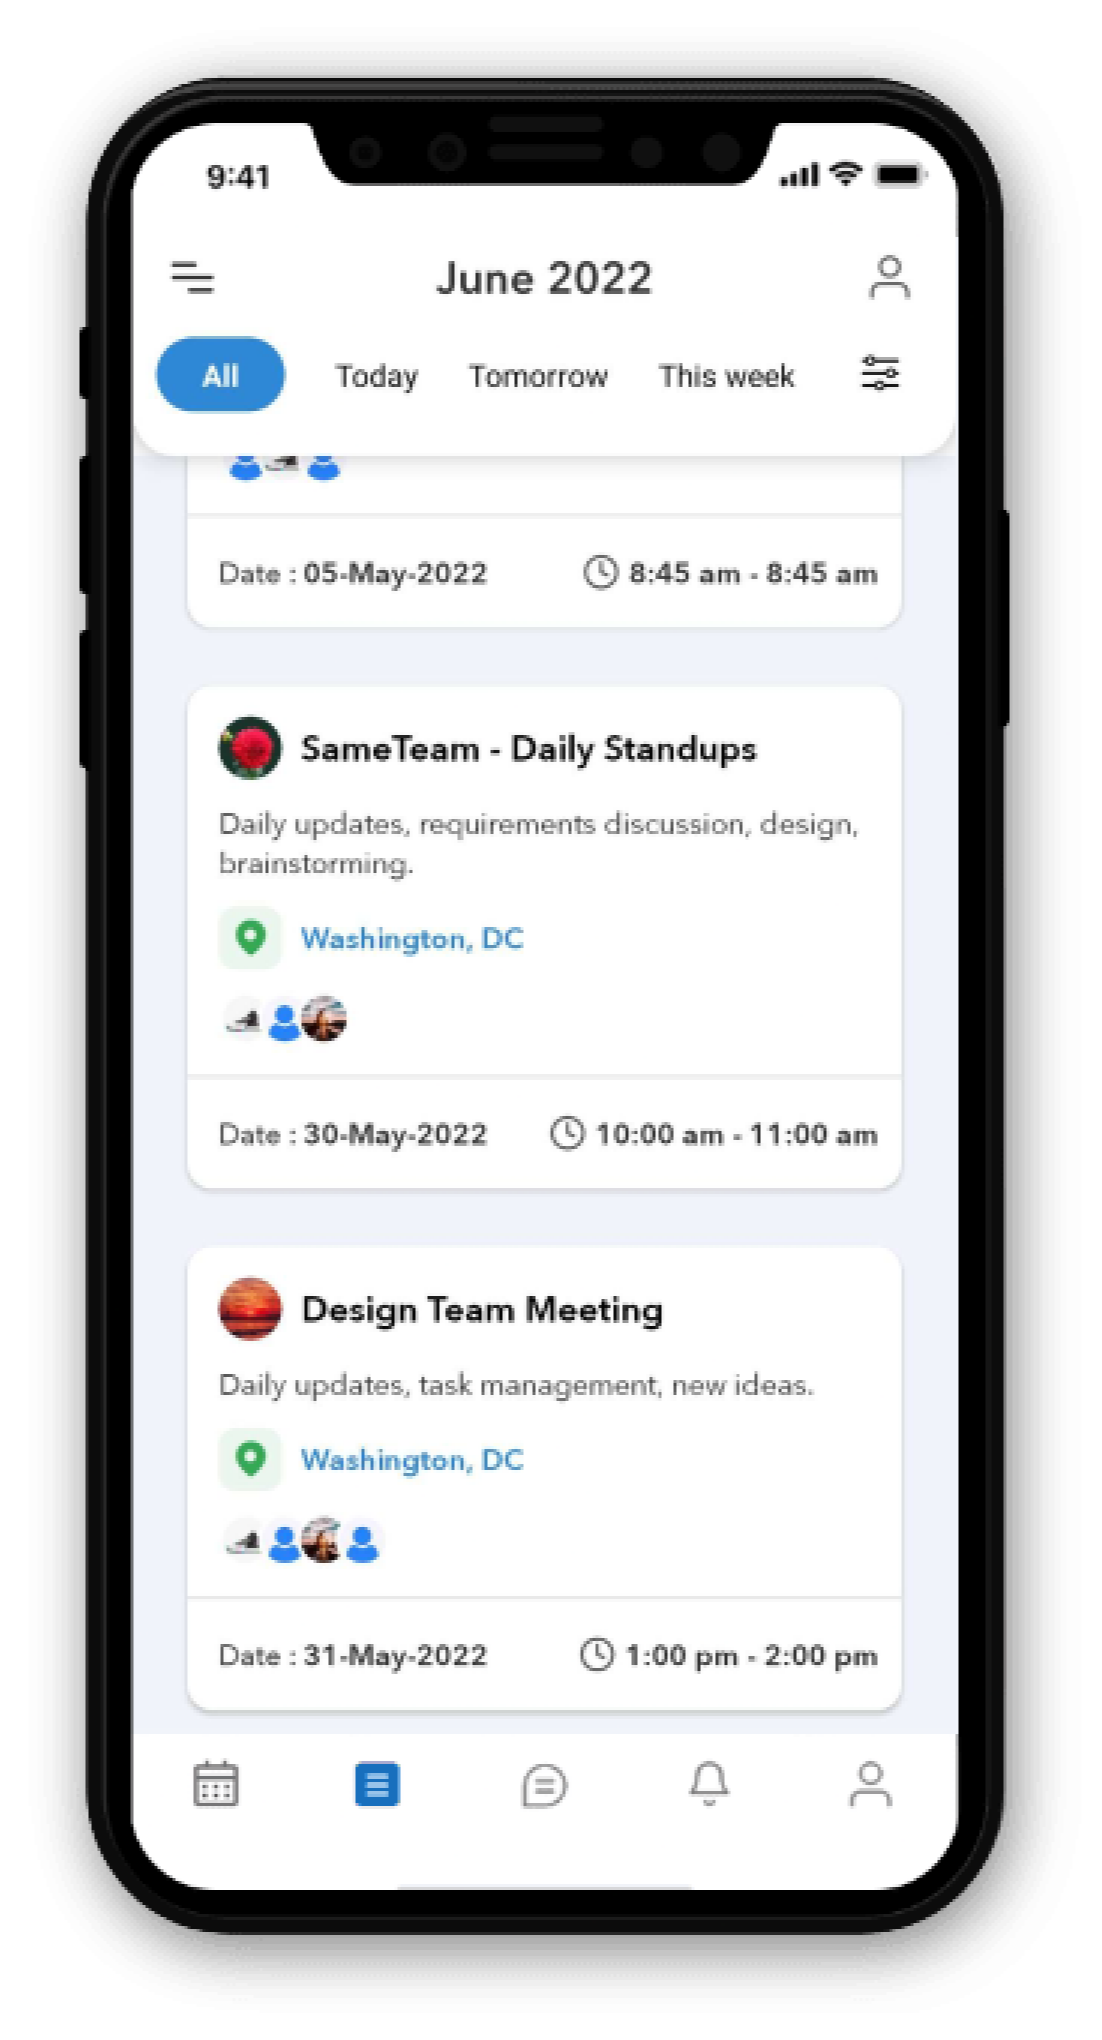 9:41
June 2022
All Today Tomorrow This week
Date : 05-May-2022 8:45 am - 8:45 am
SameTeam - Daily Standups
Daily updates, requirements discussion, design,
brainstorming.
Washington, DC
Date : 30-May-2022 10:00 am - 11:00 am
Design Team Meeting
Daily updates, task management, new ideas.
Washington, DC
Date : 31-May-2022 1:00 pm - 2:00 pm